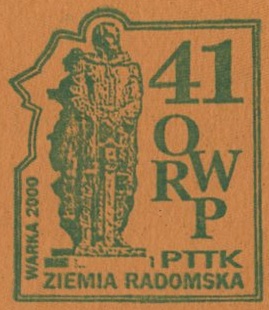 41
O
R W
P
PTTK
ZIEMIA RADOMSKA
WARKA 2000